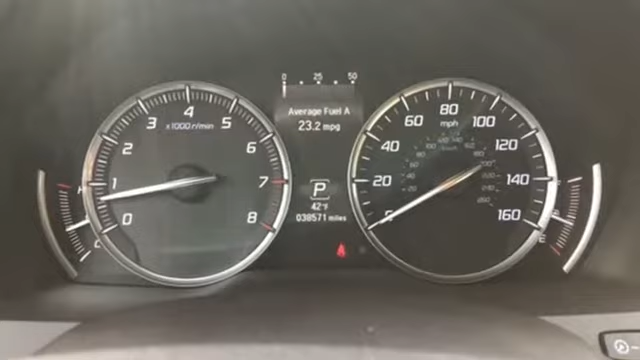 0 25 50
Average Fuel A
23.2 mpg
0 1 2 3 4 5 6 7 8
x1000 r/min
0 20 40 60 80 100 120 140 160
mph
P
42°F
038571 miles
H
C
E